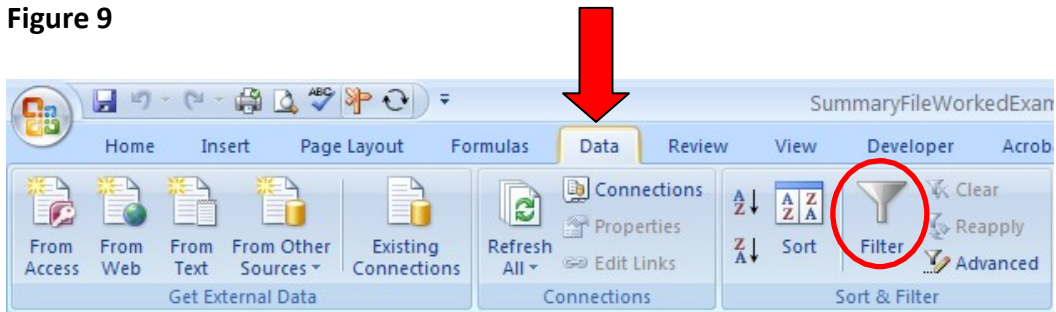 Figure 9
ABC
SummaryFileWorkedExam
Home Insert Page Layout Formulas Data Review View Developer Acroba
From Access
From Web
From Text
From Other Sources
Existing Connections
Get External Data
Refresh All
Connections
Properties
Edit Links
Connections
A Z
Z A
A Z
Z A
Sort
Filter
Clear
Reapply
Advanced
Sort & Filter